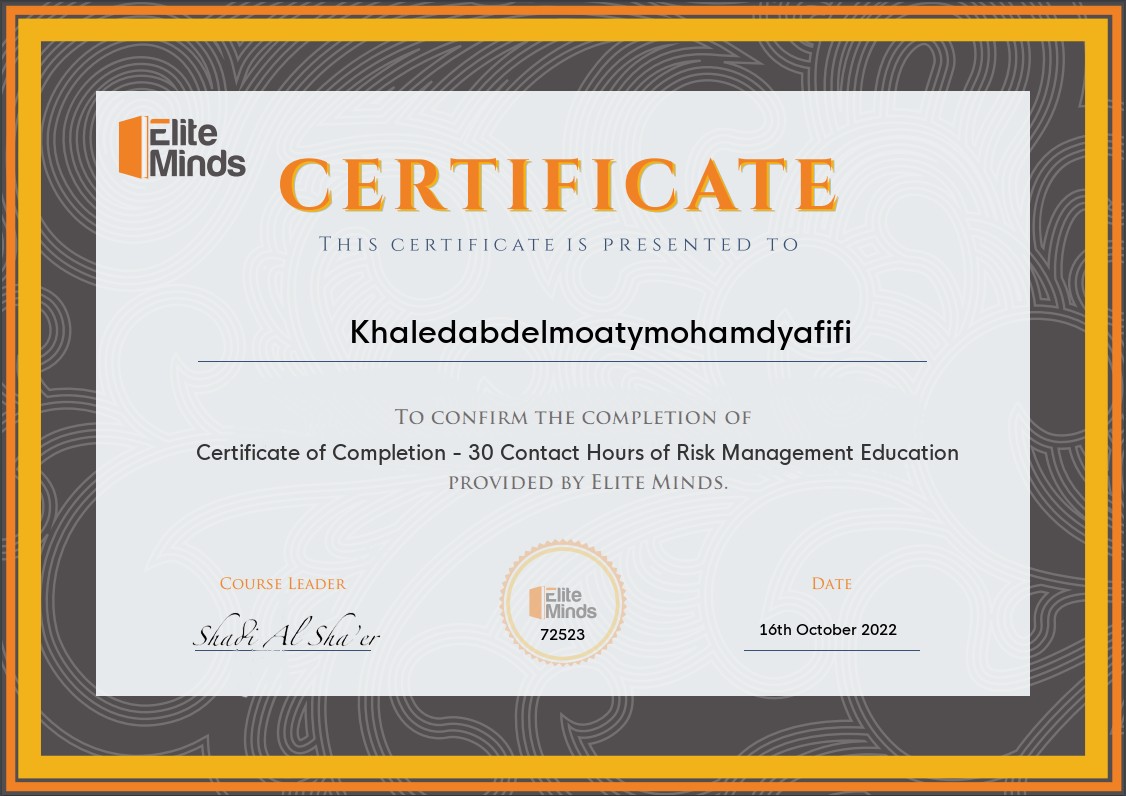 Elite
Minds
CERTIFICATE
THIS CERTIFICATE IS PRESENTED TO
Khaledabdelmoatymohamdyafifi
TO CONFIRM THE COMPLETION OF
Certificate of Completion - 30 Contact Hours of Risk Management Education
PROVIDED BY ELITE MINDS.
COURSE LEADER
Shadi Al Sha'er
Elite
Minds
72523
DATE
16th October 2022